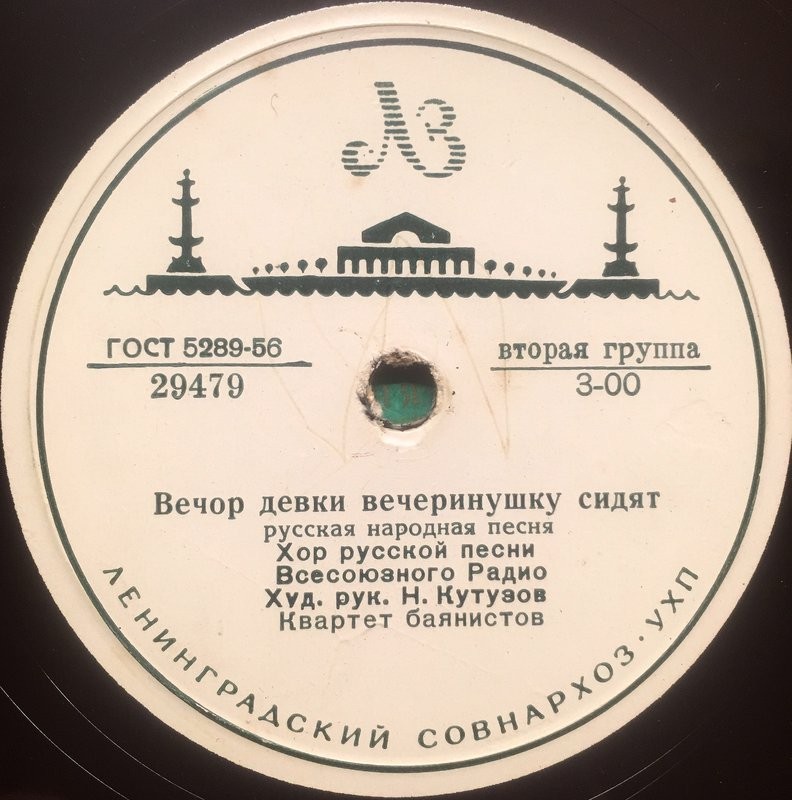 ЛЗ
ГОСТ 5289-56
29479
вторая группа
3-00
Вечор девки вечеринушку сидят
русская народная песня
Хор русской песни
Всесоюзного Радио
Худ. рук. Н. Кутузов
Квартет баянистов
ЛЕНИНГРАДСКИЙ СОВНАРХОЗ·УХП